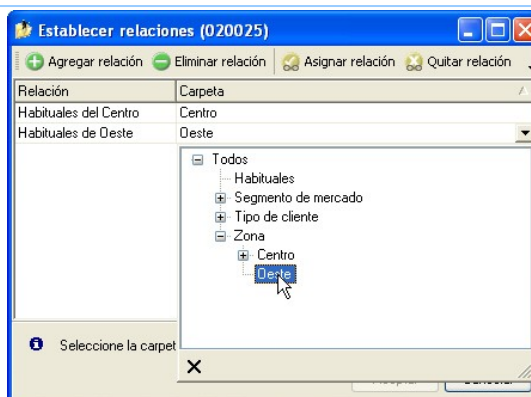 Establecer relaciones (020025)
Agregar relación Eliminar relación Asignar relación Quitar relación
Relación Carpeta
Habituales del Centro Centro
Habituales de Oeste Oeste
Todos
Habituales
Segmento de mercado
Tipo de cliente
Zona
Centro
Oeste
Seleccione la carpet